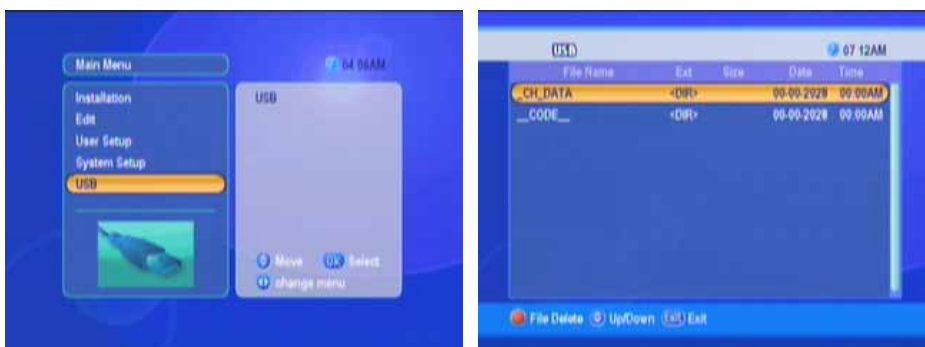 Main Menu
04 06AM
Installation
Edit
User Setup
System Setup
USB
USB
Move OK Select
change menu
USB
07 12AM
File Name Ext Size Date Time
_CH_DATA <DIR> 00-00-2028 00:00AM
__CODE__ <DIR> 00-00-2028 00:00AM
File Delete Up/Down Exit Exit